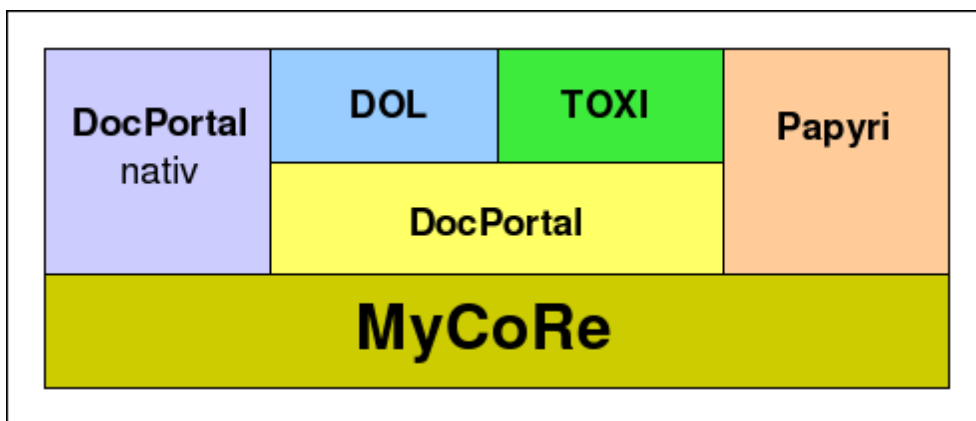 DocPortal
nativ
DOL
TOXI
Papyri
DocPortal
MyCoRe